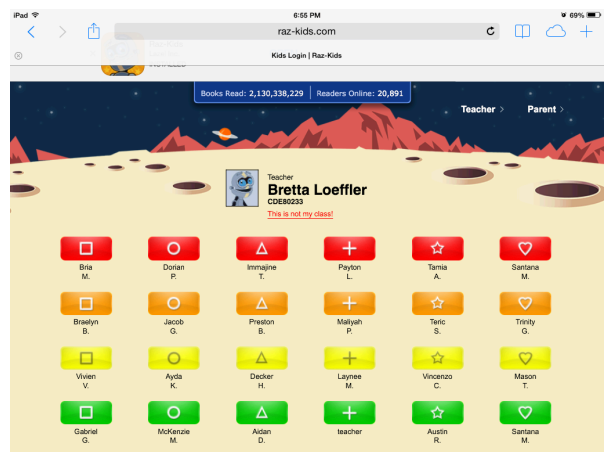 iPad 6:55 PM 69%
raz-kids.com
Kids Login | Raz-Kids
Books Read: 2,130,338,229 Readers Online: 20,891
Teacher > Parent >
Teacher
Bretta Loeffler
CDE80233
This is not my class!
Bria Dorian Immajine Payton Tamia Santana
M. P. T. L. A. M.
Braelyn Jacob Preston Maliyah Teric Trinity
B. G. B. P. S. G.
Vivien Ayda Decker Laynee Vincenzo Mason
V. K. H. M. C. T.
Gabriel McKenzie Aidan teacher Austin Santana
G. M. D. R. M.